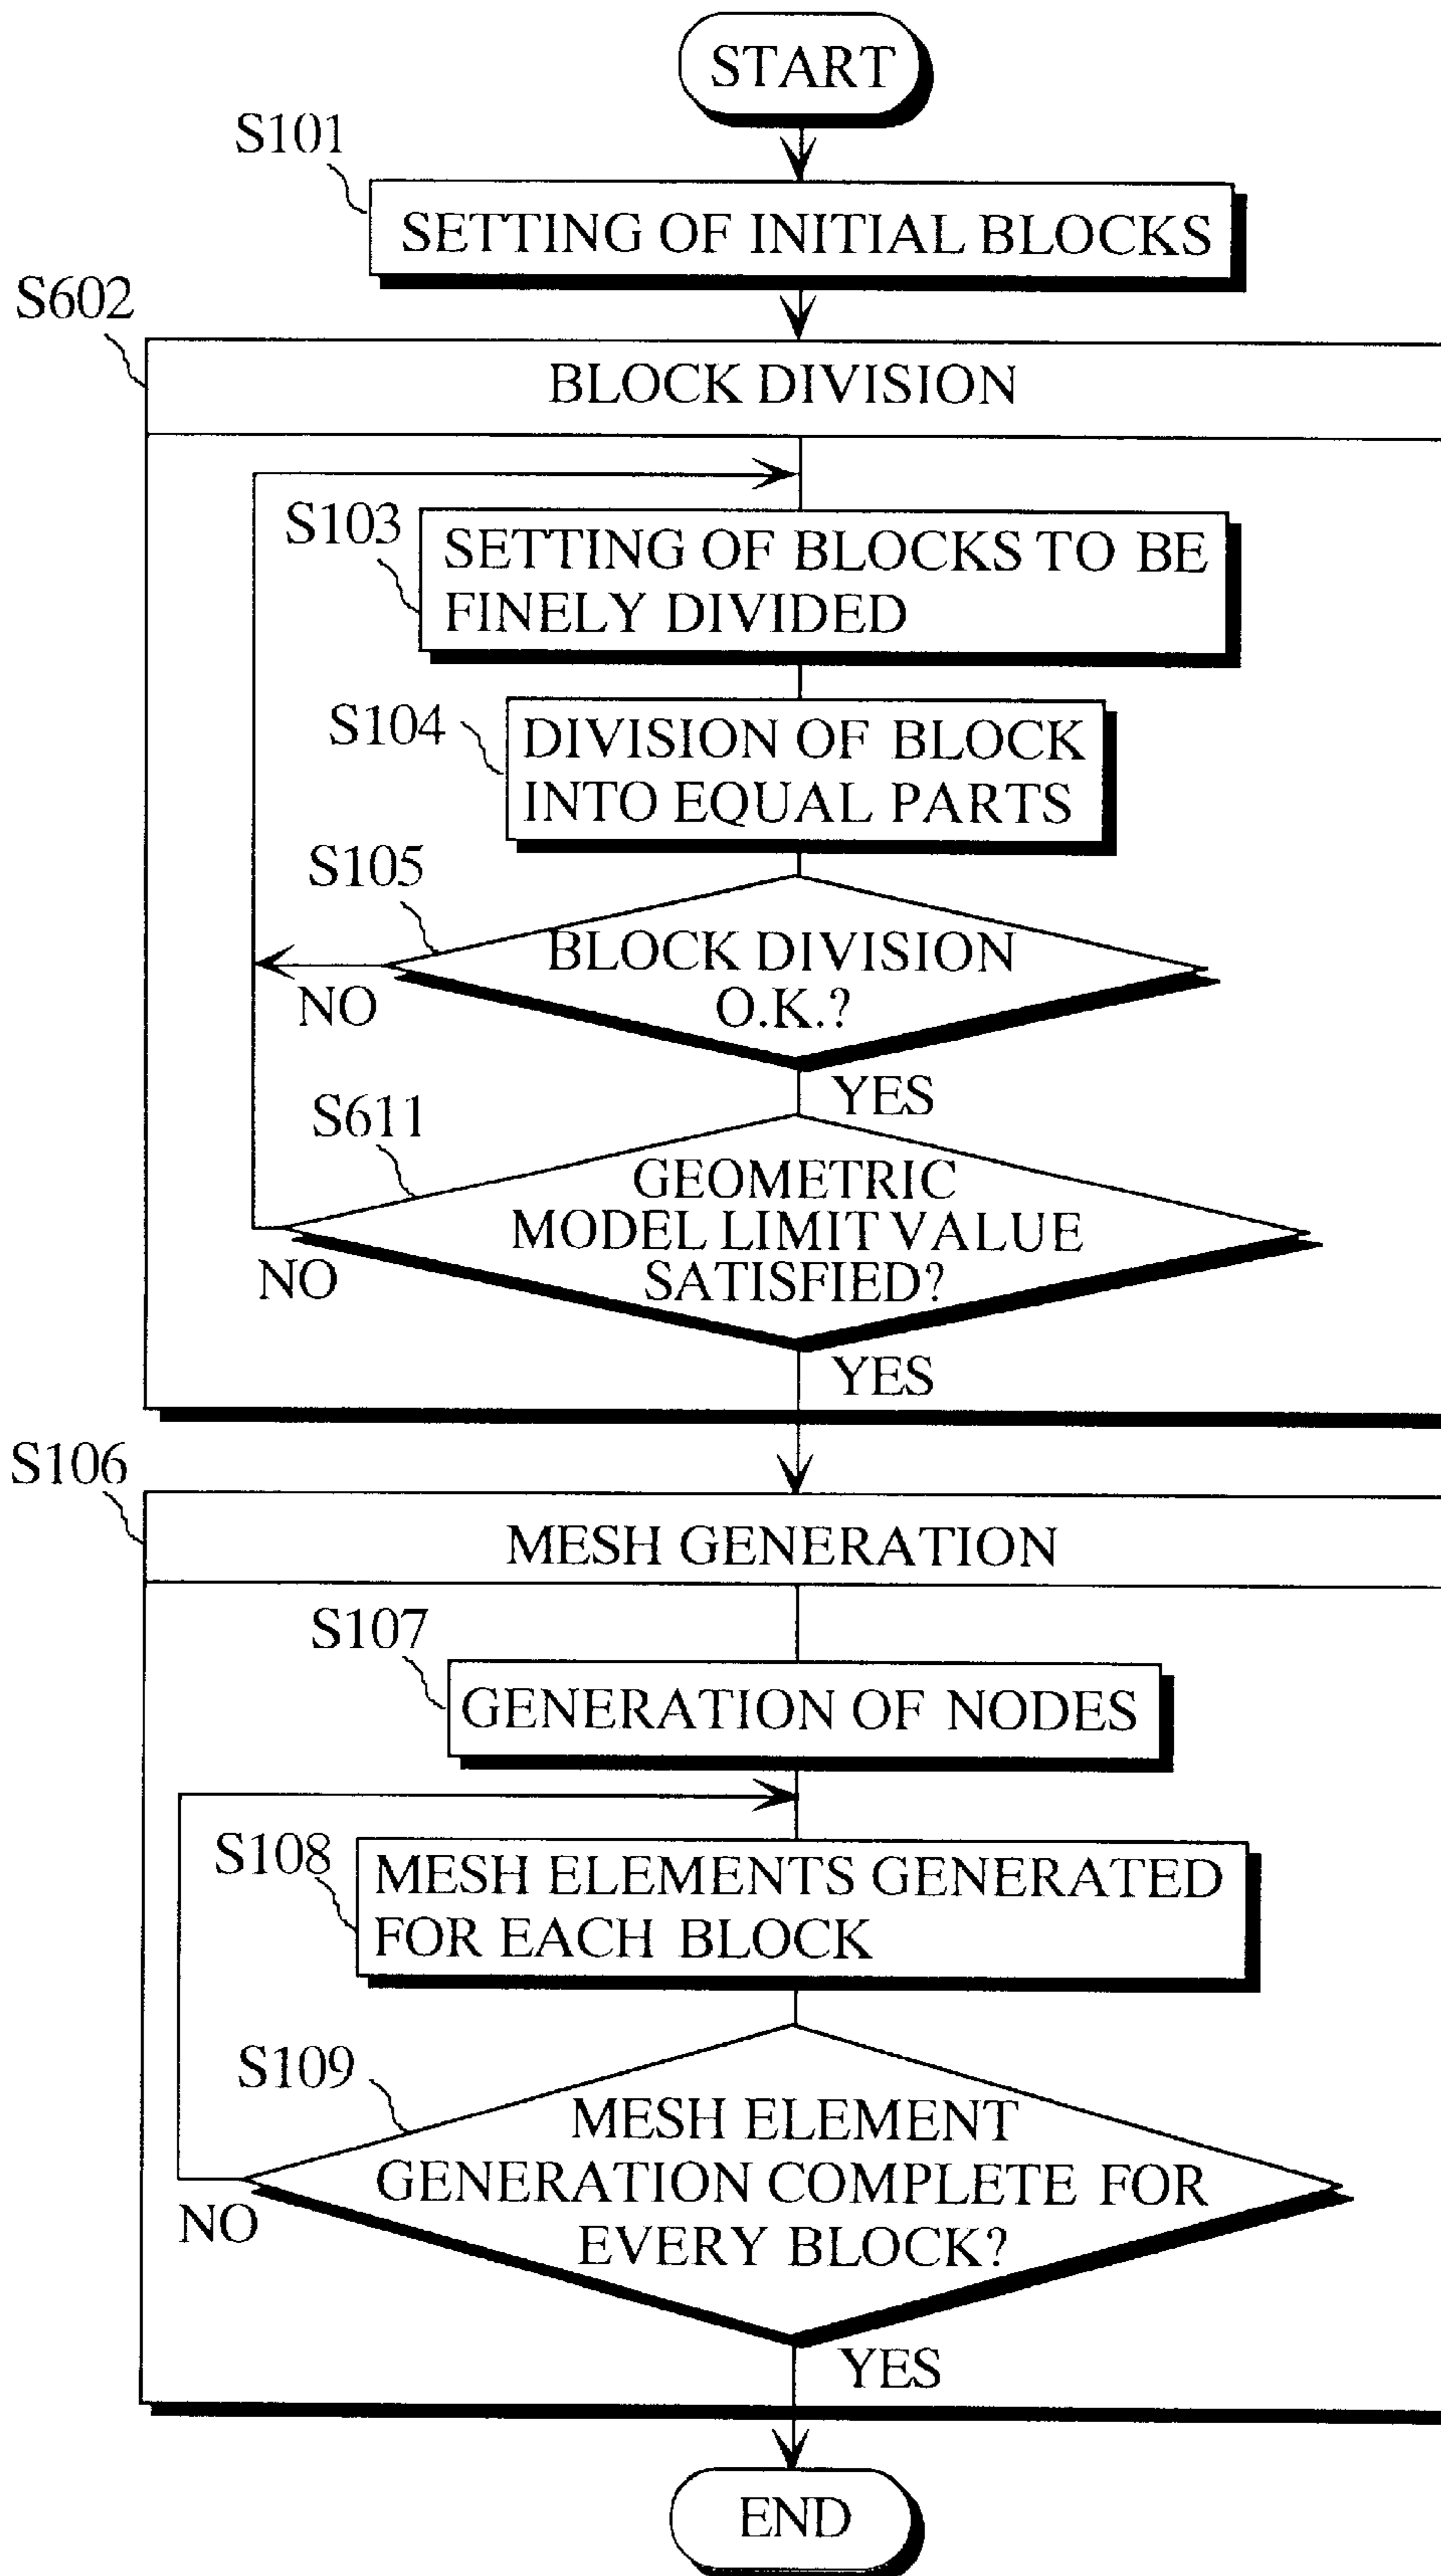 START
S101
SETTING OF INITIAL BLOCKS
S602
BLOCK DIVISION
S103
SETTING OF BLOCKS TO BE
FINELY DIVIDED
S104
DIVISION OF BLOCK
INTO EQUAL PARTS
S105
BLOCK DIVISION
O.K.?
NO
YES
S611
GEOMETRIC
MODEL LIMIT VALUE
SATISFIED?
NO
YES
S106
MESH GENERATION
S107
GENERATION OF NODES
S108
MESH ELEMENTS GENERATED
FOR EACH BLOCK
S109
MESH ELEMENT
GENERATION COMPLETE FOR
EVERY BLOCK?
NO
YES
END